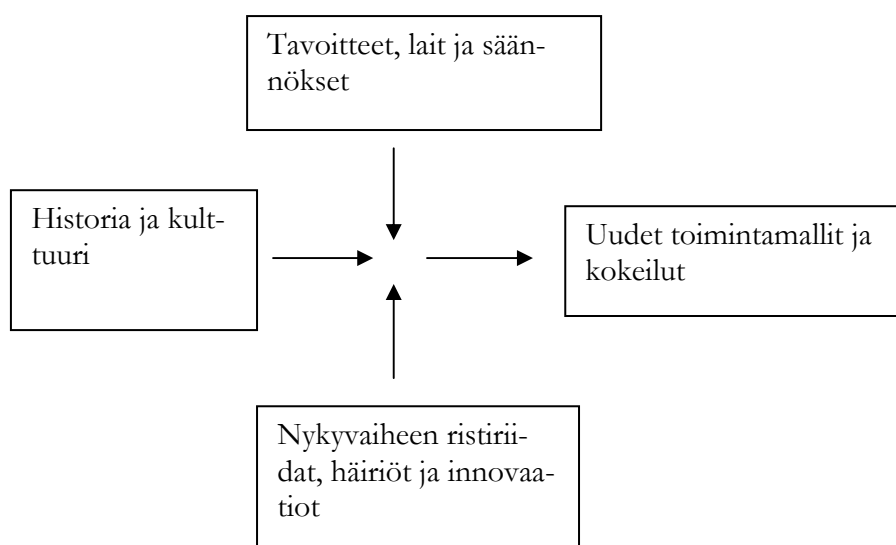 Tavoitteet, lait ja sään-
nökset
Historia ja kult-
tuuri
Uudet toimintamallit ja
kokeilut
Nykyvaiheen ristirii-
dat, häiriöt ja innovaa-
tiot